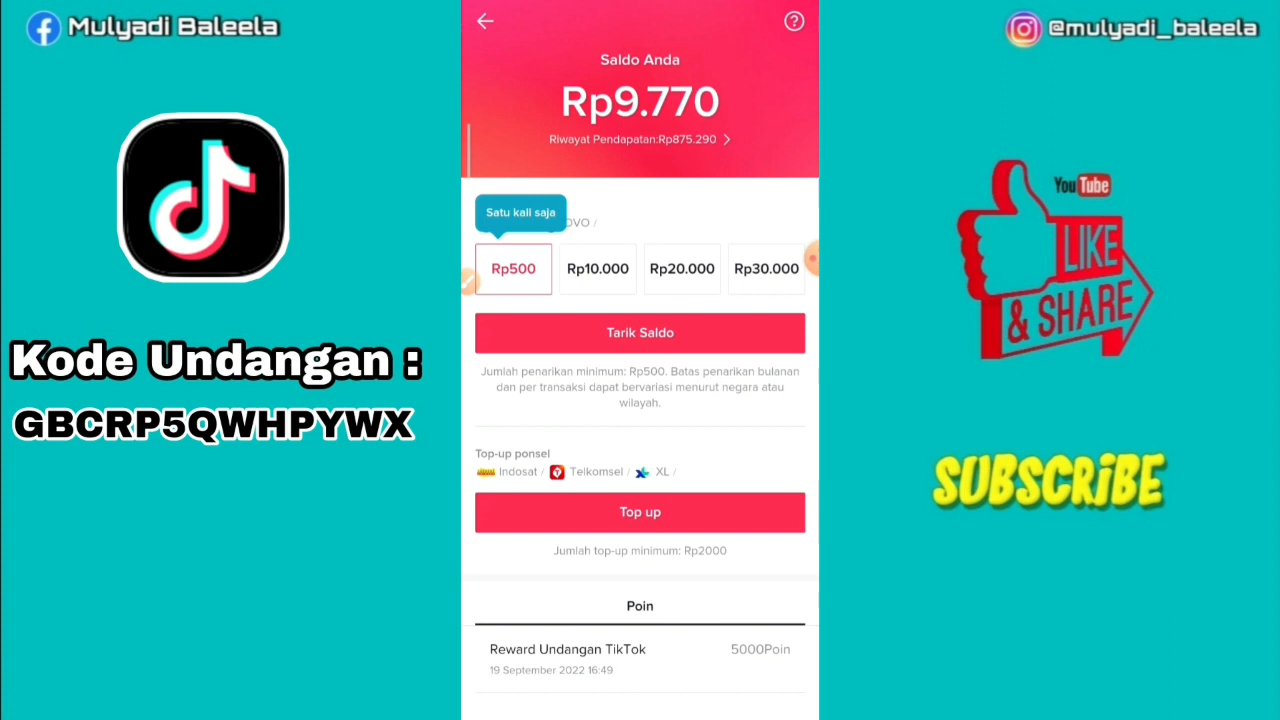 Mulyadi Baleela
@mulyadi_baleela
Kode Undangan :
GBCRP5QWHPYWX
Saldo Anda
Rp9.770
Riwayat Pendapatan:Rp875.290
Satu kali saja
OVO /
Rp500
Rp10.000
Rp20.000
Rp30.000
Tarik Saldo
Jumlah penarikan minimum: Rp500. Batas penarikan bulanan
dan per transaksi dapat bervariasi menurut negara atau
wilayah.
Top-up ponsel
Indosat / Telkomsel / XL /
Top up
Jumlah top-up minimum: Rp2000
Poin
Reward Undangan TikTok 5000Poin
19 September 2022 16:49
YouTube
LIKE
& SHARE
SUBSCRiBE